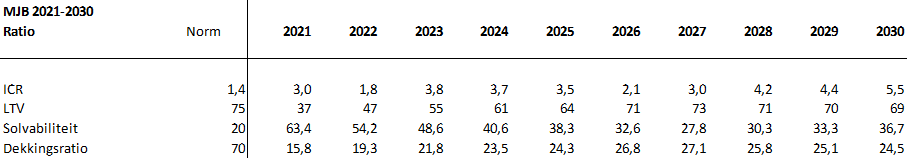 MJB 2021-2030
Ratio Norm 2021 2022 2023 2024 2025 2026 2027 2028 2029 2030
ICR 1,4 3,0 1,8 3,8 3,7 3,5 2,1 3,0 4,2 4,4 5,5
LTV 75 37 47 55 61 64 71 73 71 70 69
Solvabiliteit 20 63,4 54,2 48,6 40,6 38,3 32,6 27,8 30,3 33,3 36,7
Dekkingsratio 70 15,8 19,3 21,8 23,5 24,3 26,8 27,1 25,8 25,1 24,5